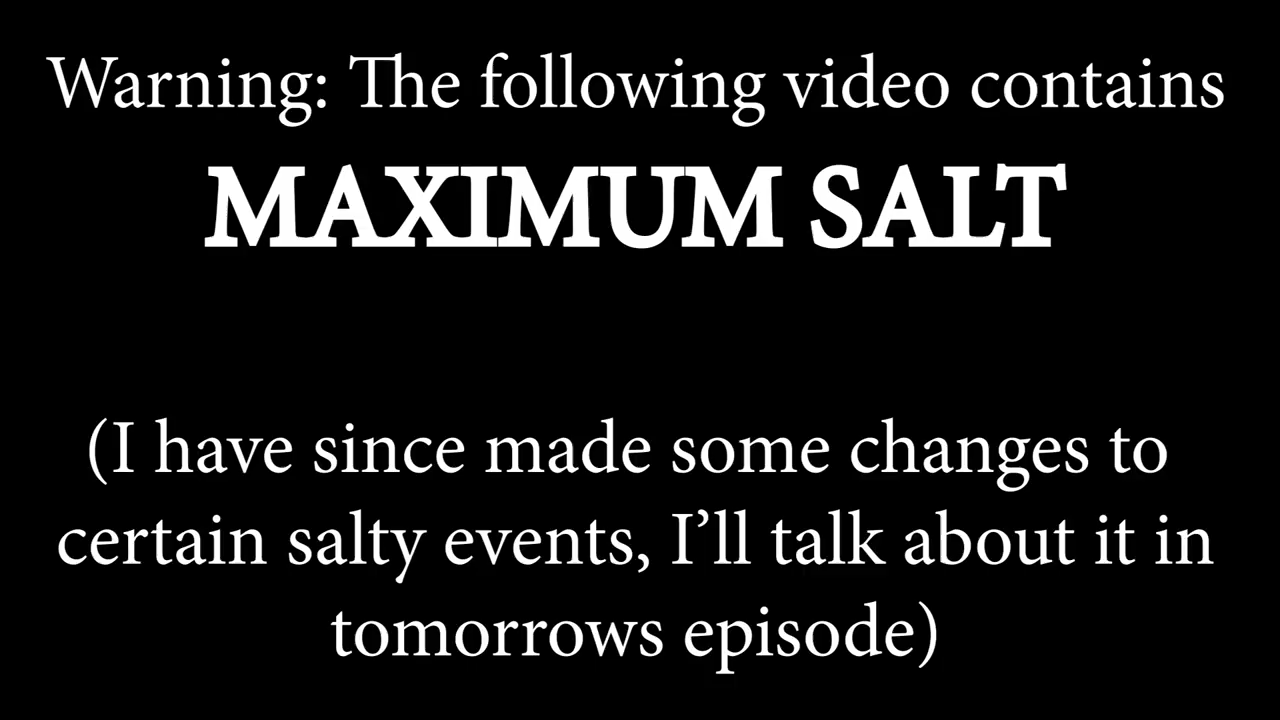 Warning: The following video contains
MAXIMUM SALT
(I have since made some changes to
certain salty events, I’ll talk about it in
tomorrows episode)